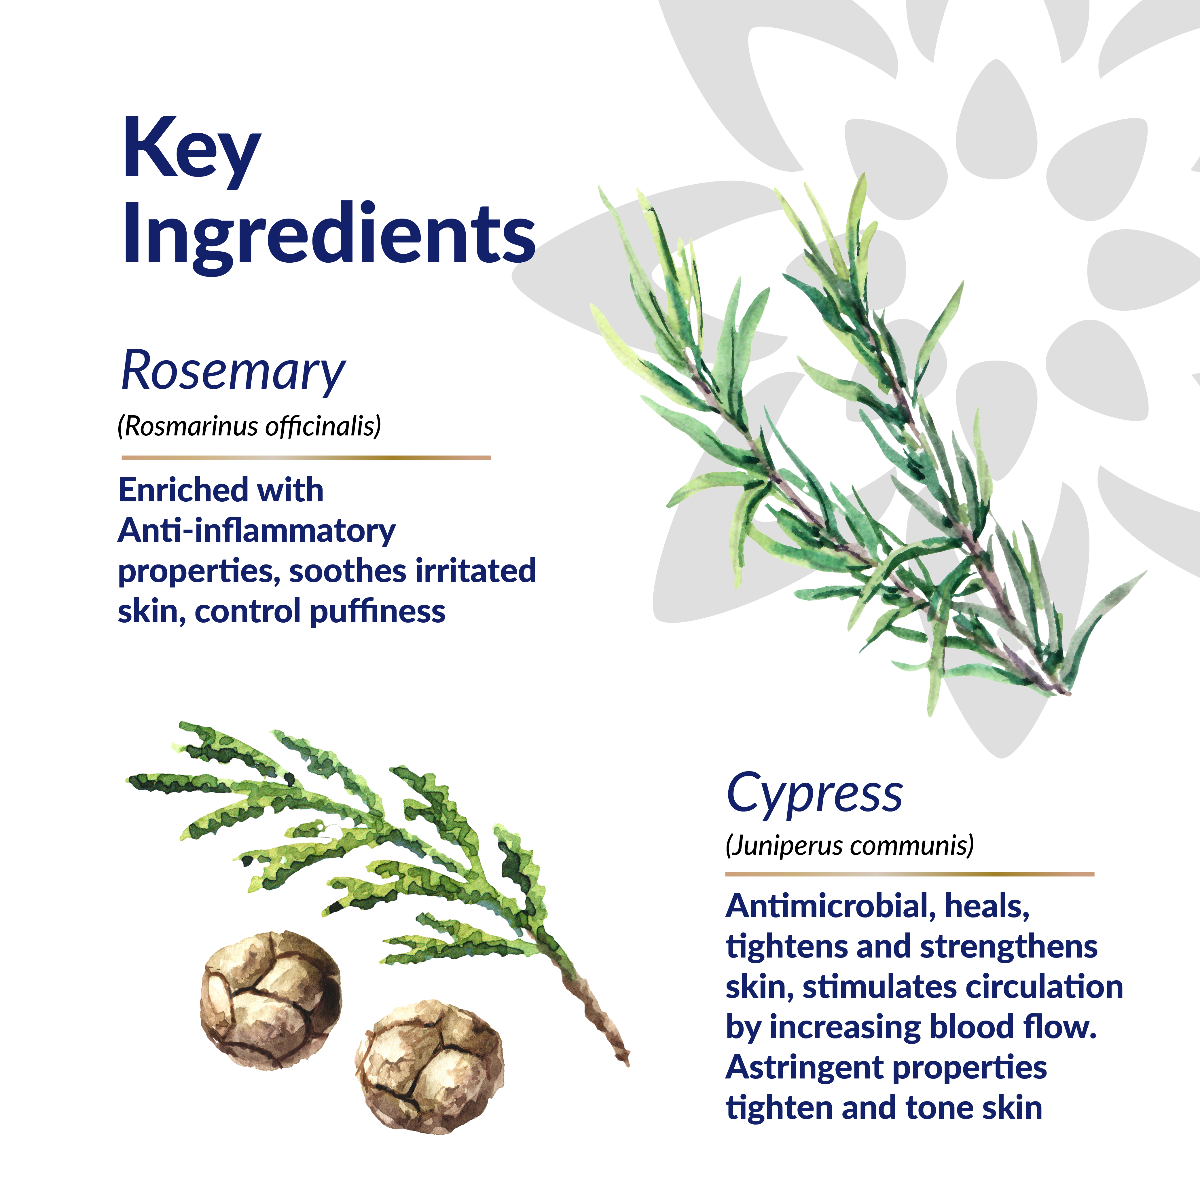 Key
Ingredients
Rosemary
(Rosmarinus officinalis)
Enriched with
Anti-inflammatory
properties, soothes irritated
skin, control puffiness
Cypress
(Juniperus communis)
Antimicrobial, heals,
tightens and strengthens
skin, stimulates circulation
by increasing blood flow.
Astringent properties
tighten and tone skin